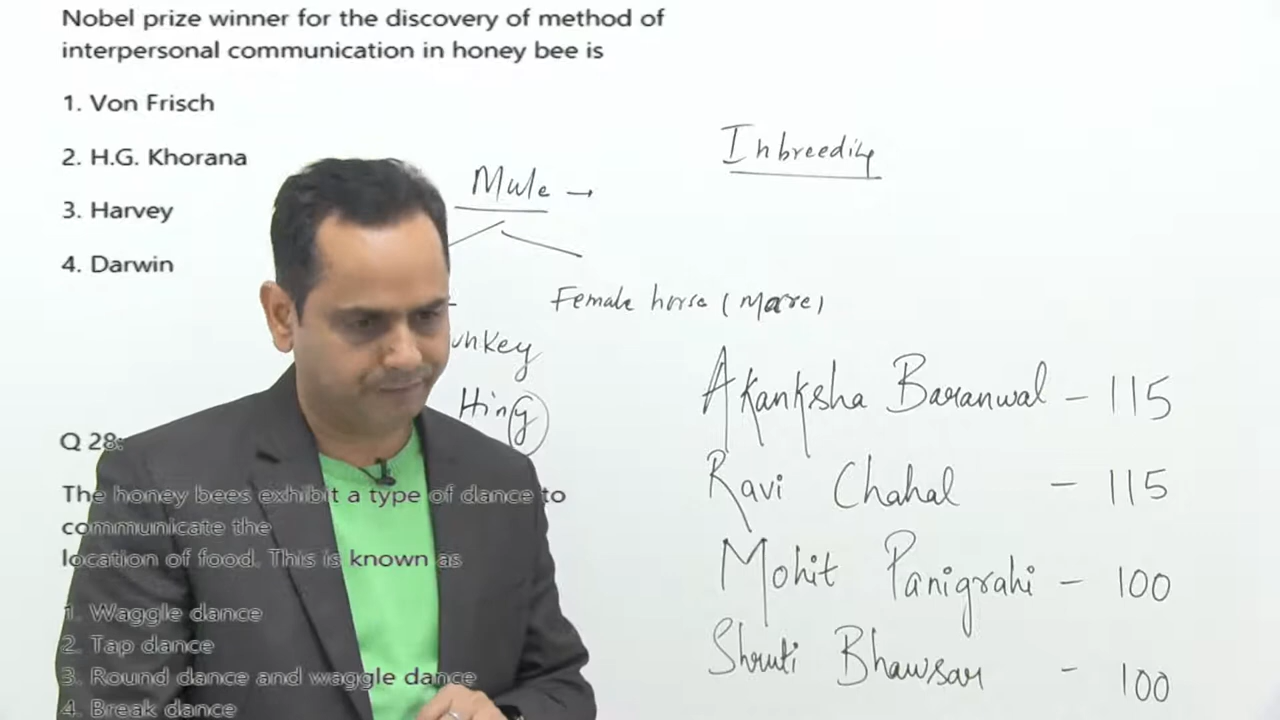 Nobel prize winner for the discovery of method of
interpersonal communication in honey bee is
1. Von Frisch
2. H.G. Khorana
3. Harvey
4. Darwin
Q 28:
The honey bees exhibit a type of dance to
communicate the
location of food. This is known as
1. Waggle dance
2. Tap dance
3. Round dance and waggle dance
4. Break dance
Mule →
Female horse (Mare)
Hing
Inbreeding
Akanksha Baranwal - 115
Ravi Chahal - 115
Mohit Panigrahi - 100
Shruti Bhawsar - 100